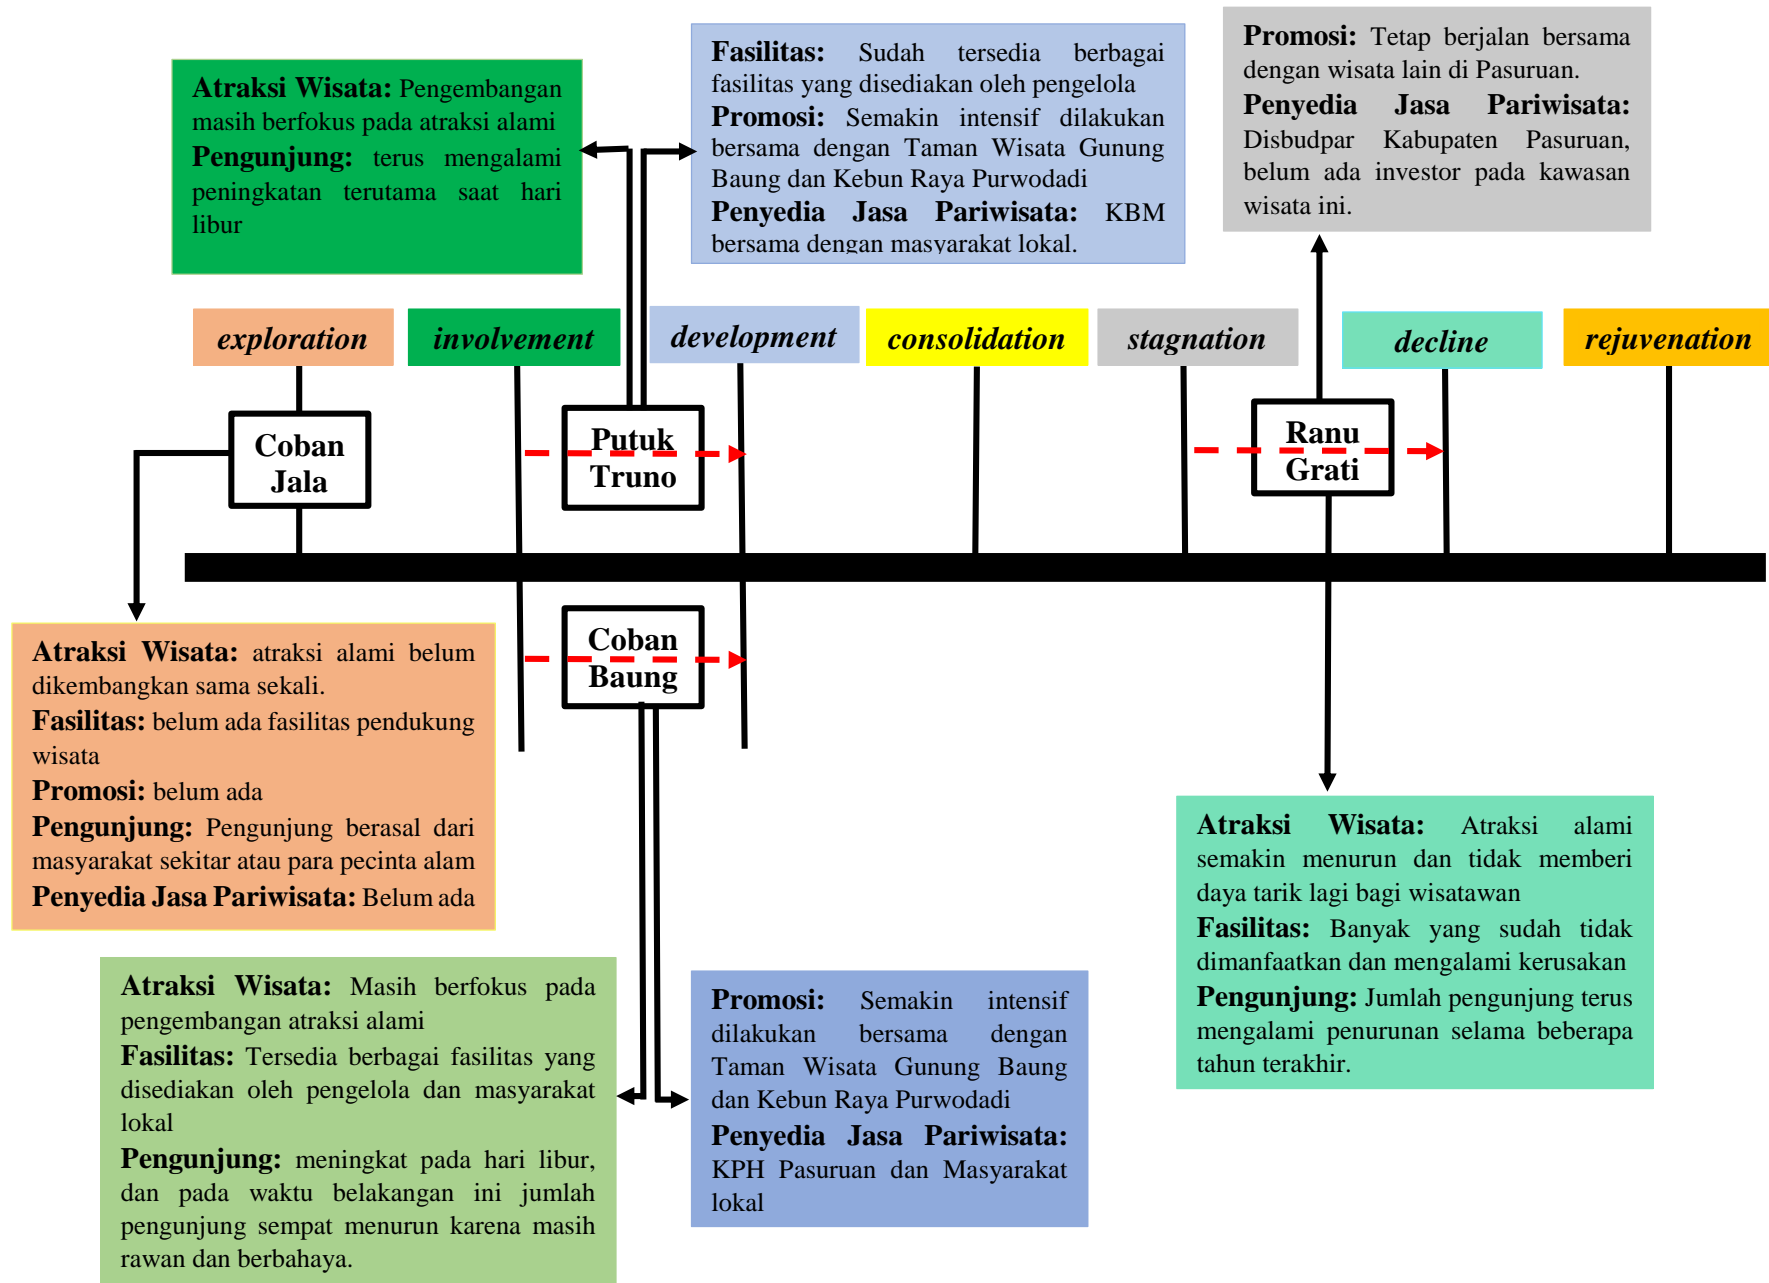 Atraksi Wisata: Pengembangan
masih berfokus pada atraksi alami
Pengunjung: terus mengalami
peningkatan terutama saat hari
libur
Fasilitas: Sudah tersedia berbagai
fasilitas yang disediakan oleh pengelola
Promosi: Semakin intensif dilakukan
bersama dengan Taman Wisata Gunung
Baung dan Kebun Raya Purwodadi
Penyedia Jasa Pariwisata: KBM
bersama dengan masyarakat lokal.
Promosi: Tetap berjalan bersama
dengan wisata lain di Pasuruan.
Penyedia Jasa Pariwisata:
Disbudpar Kabupaten Pasuruan,
belum ada investor pada kawasan
wisata ini.
exploration
involvement
development
consolidation
stagnation
decline
rejuvenation
Coban
Jala
Putuk
Truno
Ranu
Grati
Coban
Baung
Atraksi Wisata: atraksi alami belum
dikembangkan sama sekali.
Fasilitas: belum ada fasilitas pendukung
wisata
Promosi: belum ada
Pengunjung: Pengunjung berasal dari
masyarakat sekitar atau para pecinta alam
Penyedia Jasa Pariwisata: Belum ada
Atraksi Wisata: Atraksi alami
semakin menurun dan tidak memberi
daya tarik lagi bagi wisatawan
Fasilitas: Banyak yang sudah tidak
dimanfaatkan dan mengalami kerusakan
Pengunjung: Jumlah pengunjung terus
mengalami penurunan selama beberapa
tahun terakhir.
Atraksi Wisata: Masih berfokus pada
pengembangan atraksi alami
Fasilitas: Tersedia berbagai fasilitas yang
disediakan oleh pengelola dan masyarakat
lokal
Pengunjung: meningkat pada hari libur,
dan pada waktu belakangan ini jumlah
pengunjung sempat menurun karena masih
rawan dan berbahaya.
Promosi: Semakin intensif
dilakukan bersama dengan
Taman Wisata Gunung Baung
dan Kebun Raya Purwodadi
Penyedia Jasa Pariwisata:
KPH Pasuruan dan Masyarakat
lokal